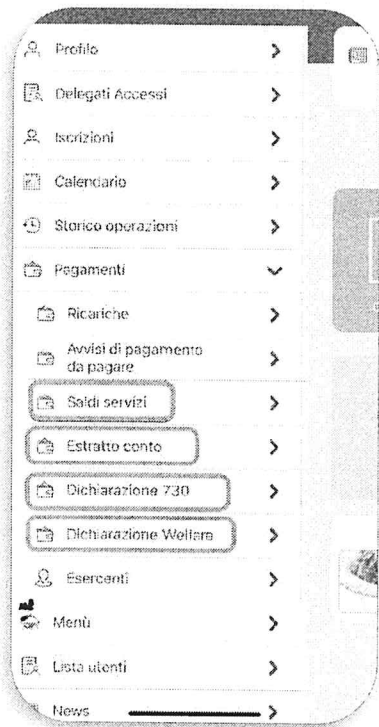 Profilo
Delegati Accessi
Iscrizioni
Calendario
Storico operazioni
Pagamenti
Ricariche
Avvisi di pagamento
da pagare
Saldi servizi
Estratto conto
Dichiarazione 730
Dichiarazione Welfare
Esercenti
Menù
Lista utenti
News